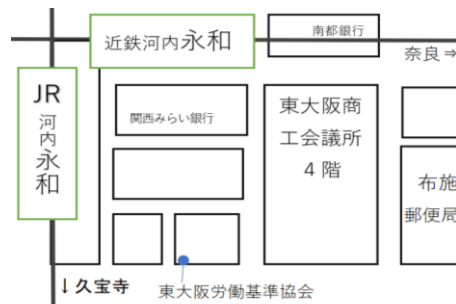 近鉄河内永和
南都銀行
奈良⇒
JR
河内
永和
関西みらい銀行
東大阪商
工会議所
4階
布施
郵便局
↓久宝寺
東大阪労働基準協会